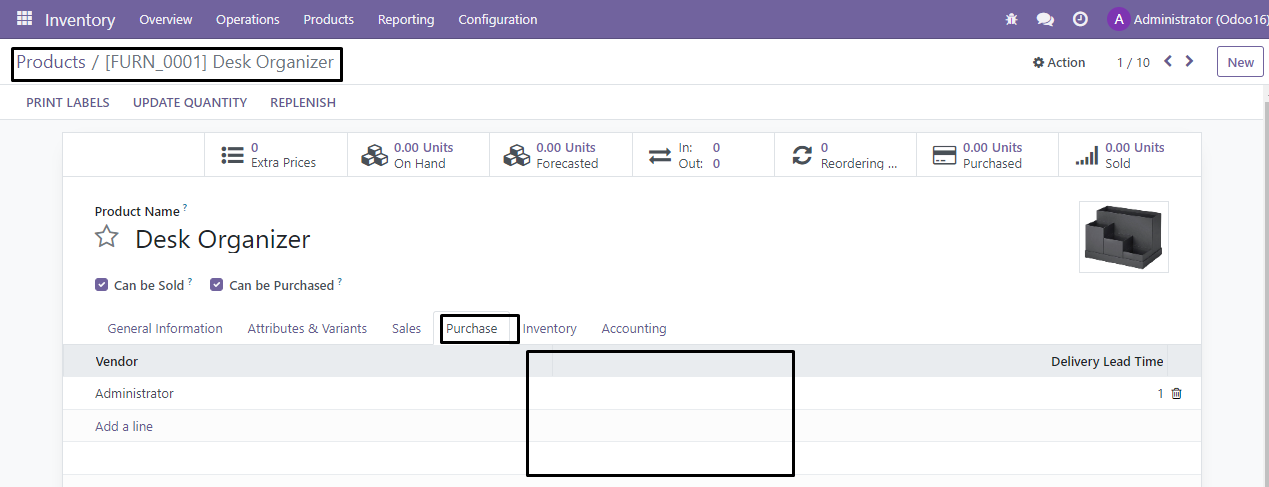 Inventory Overview Operations Products Reporting Configuration A Administrator (Odoo16)
Products / [FURN_0001] Desk Organizer Action 1 / 10 New
PRINT LABELS UPDATE QUANTITY REPLENISH
0 0.00 Units 0.00 Units In: 0 0 0.00 Units 0.00 Units
Extra Prices On Hand Forecasted Out: 0 Reordering ... Purchased Sold
Product Name ?
Desk Organizer
Can be Sold ? Can be Purchased ?
General Information Attributes & Variants Sales Purchase Inventory Accounting
Vendor Delivery Lead Time
Administrator 1
Add a line